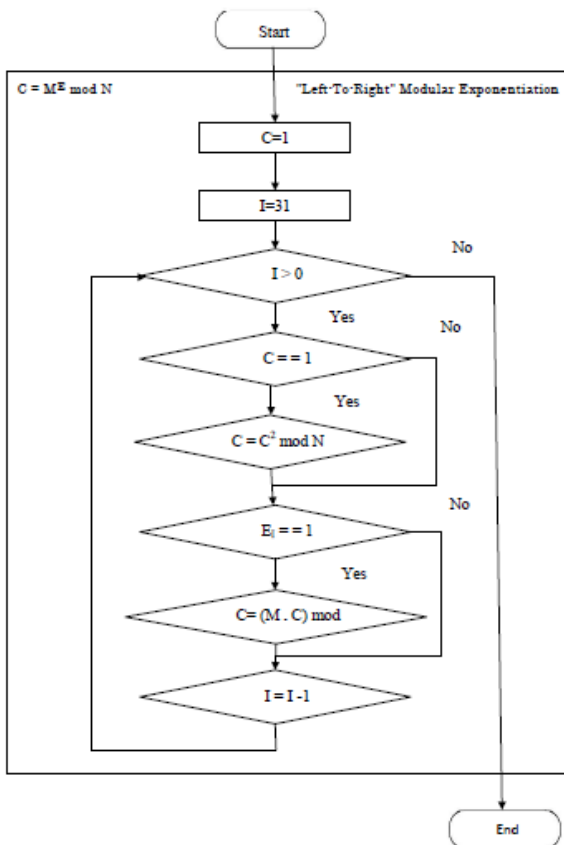 Start
C = M^E mod N
"Left-To-Right" Modular Exponentiation
C=1
I=31
I > 0
No
Yes
C = = 1
No
Yes
C = C² mod N
E_I = = 1
No
Yes
C= (M . C) mod
I = I -1
End